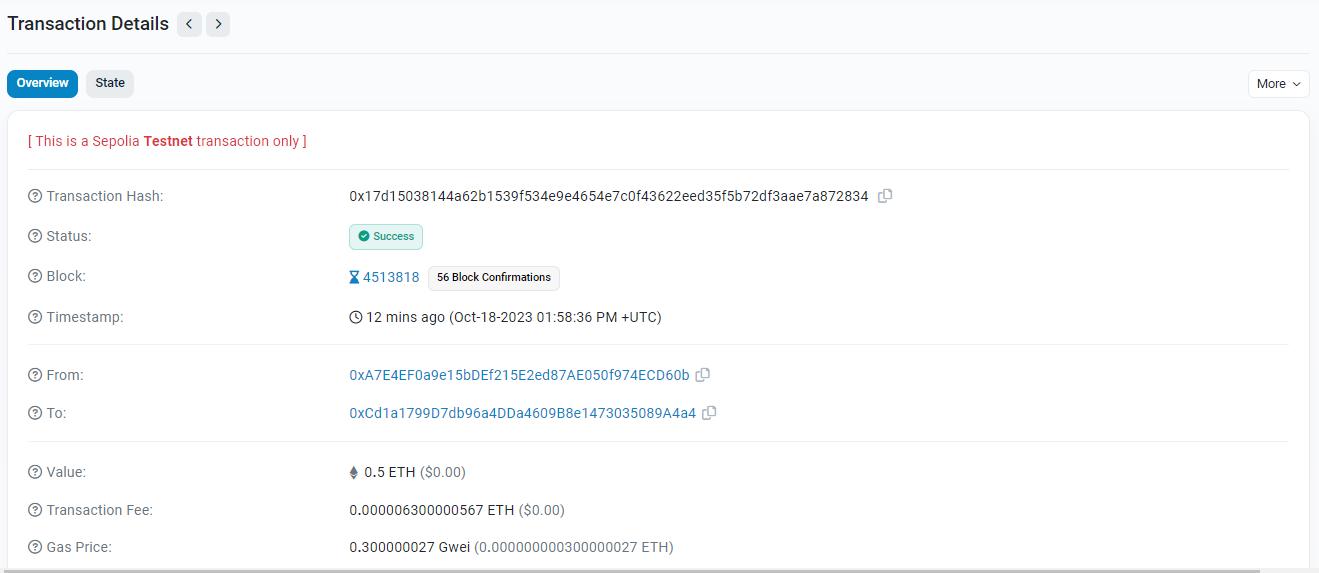 Transaction Details
Overview State More
[ This is a Sepolia Testnet transaction only ]
Transaction Hash: 0x17d15038144a62b1539f534e9e4654e7c0f43622eed35f5b72df3aae7a872834
Status: Success
Block: 4513818 56 Block Confirmations
Timestamp: 12 mins ago (Oct-18-2023 01:58:36 PM +UTC)
From: 0xA7E4EF0a9e15bDEf215E2ed87AE050f974ECD60b
To: 0xCd1a1799D7db96a4DDa4609B8e1473035089A4a4
Value: 0.5 ETH ($0.00)
Transaction Fee: 0.000006300000567 ETH ($0.00)
Gas Price: 0.300000027 Gwei (0.000000000300000027 ETH)